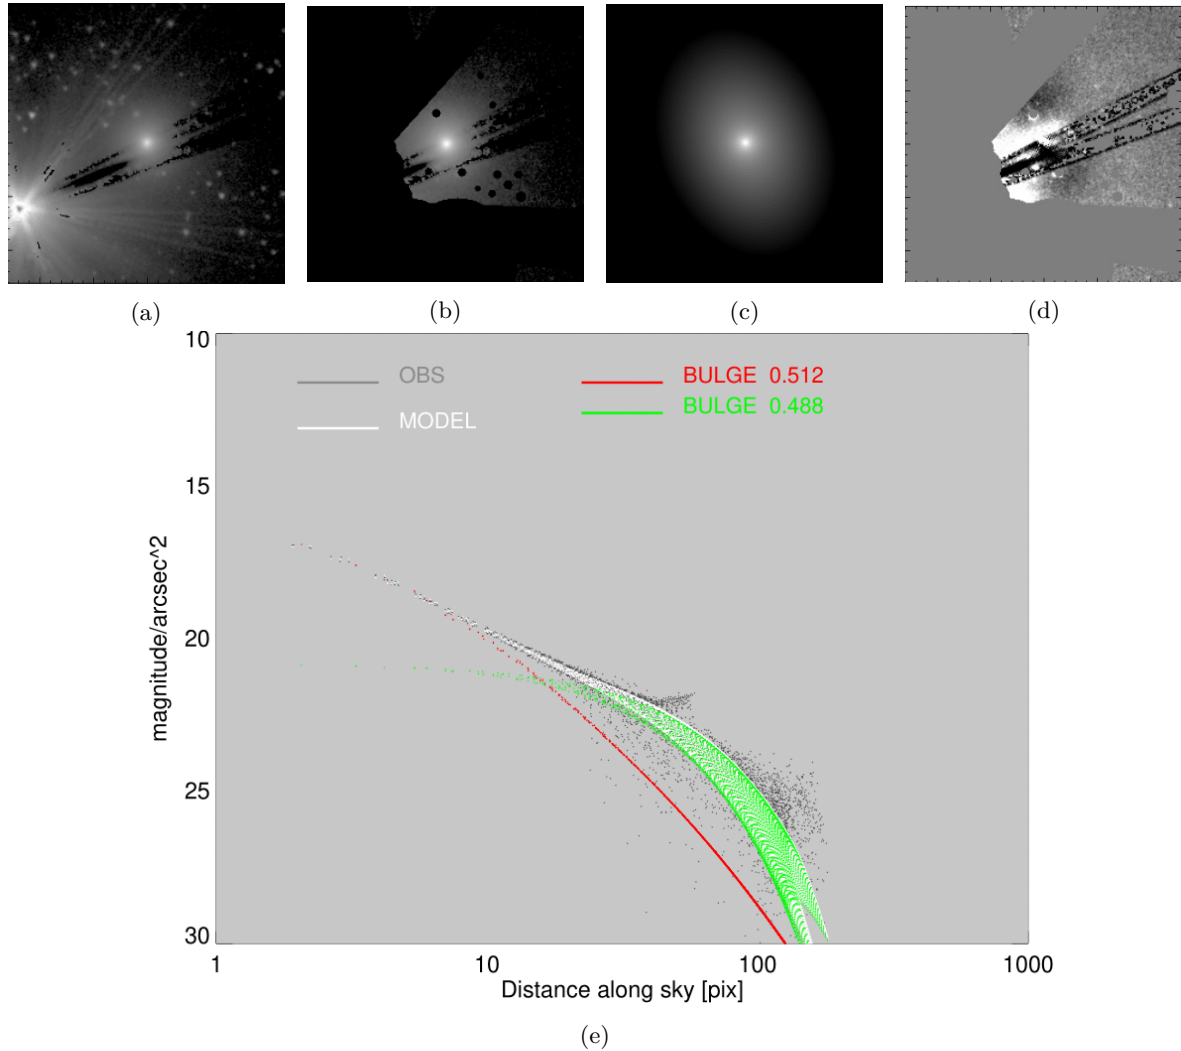 (a)
(b)
(c)
(d)
10
15
20
25
30
OBS
MODEL
BULGE 0.512
BULGE 0.488
magnitude/arcsec^2
1
10
100
1000
Distance along sky [pix]
(e)